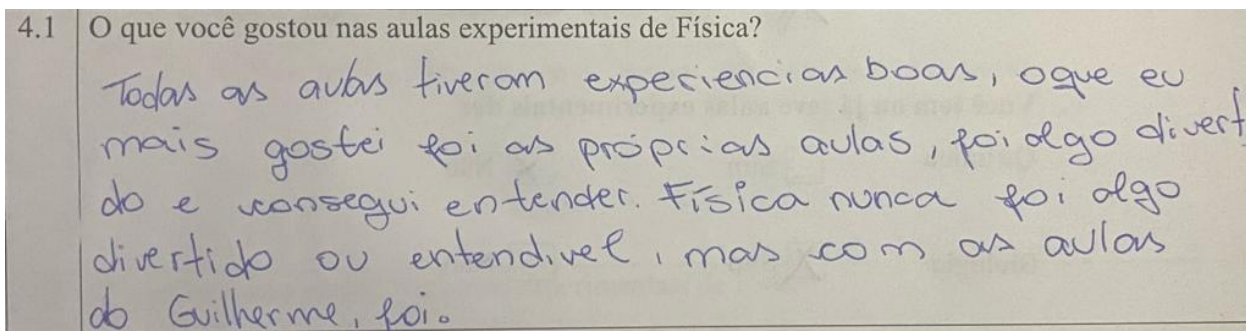 4.1 O que você gostou nas aulas experimentais de Física?
Todas as aulas tiveram experiencias boas, oque eu
mais gostei foi as próprias aulas, foi algo divert
do e consegui entender. Física nunca foi algo
divertido ou entendivel, mas com as aulas
do Guilherme, foi.